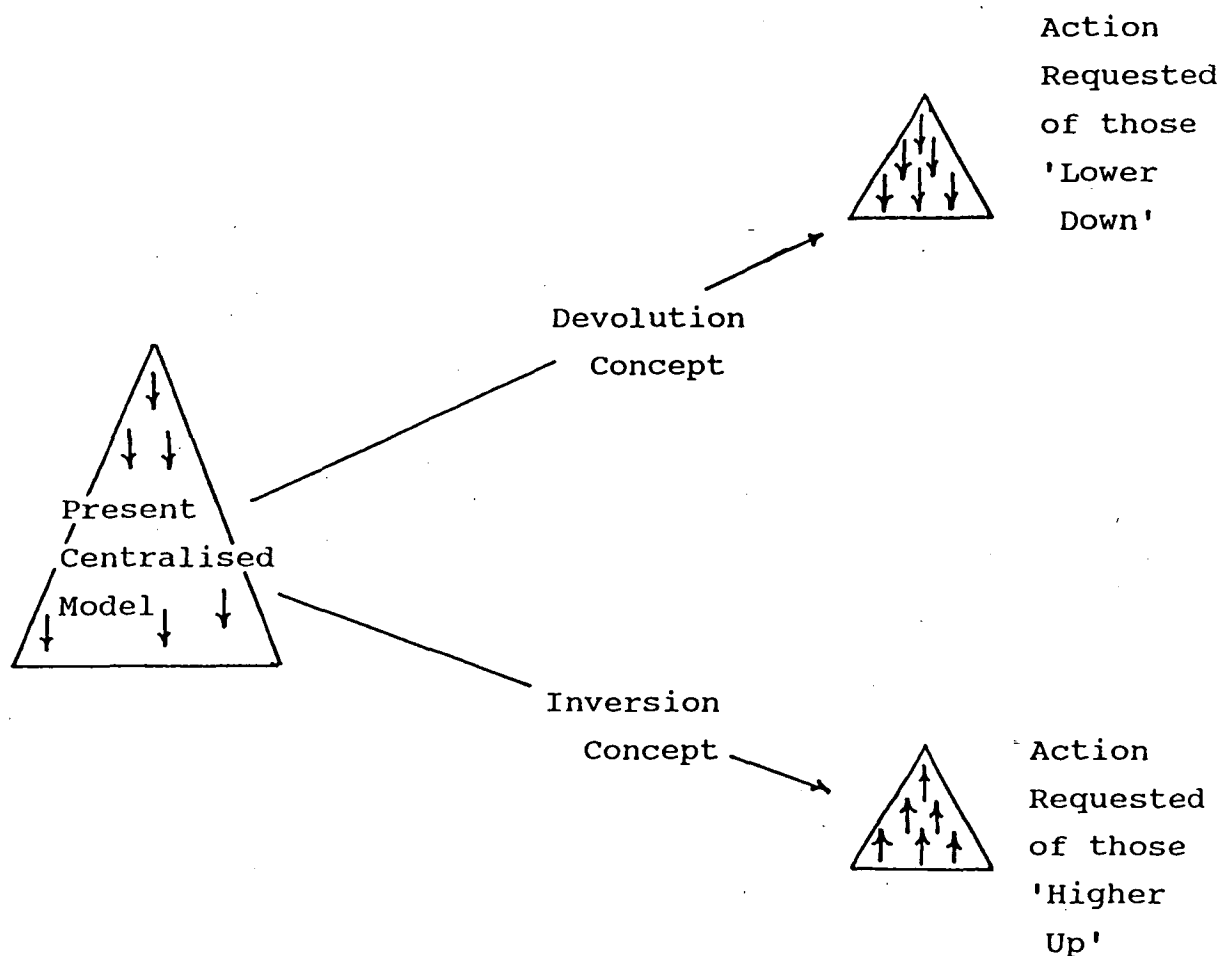 Action
Requested
of those
'Lower
Down'
Devolution
Concept
Present
Centralised
Model
Inversion
Concept
Action
Requested
of those
'Higher
Up'